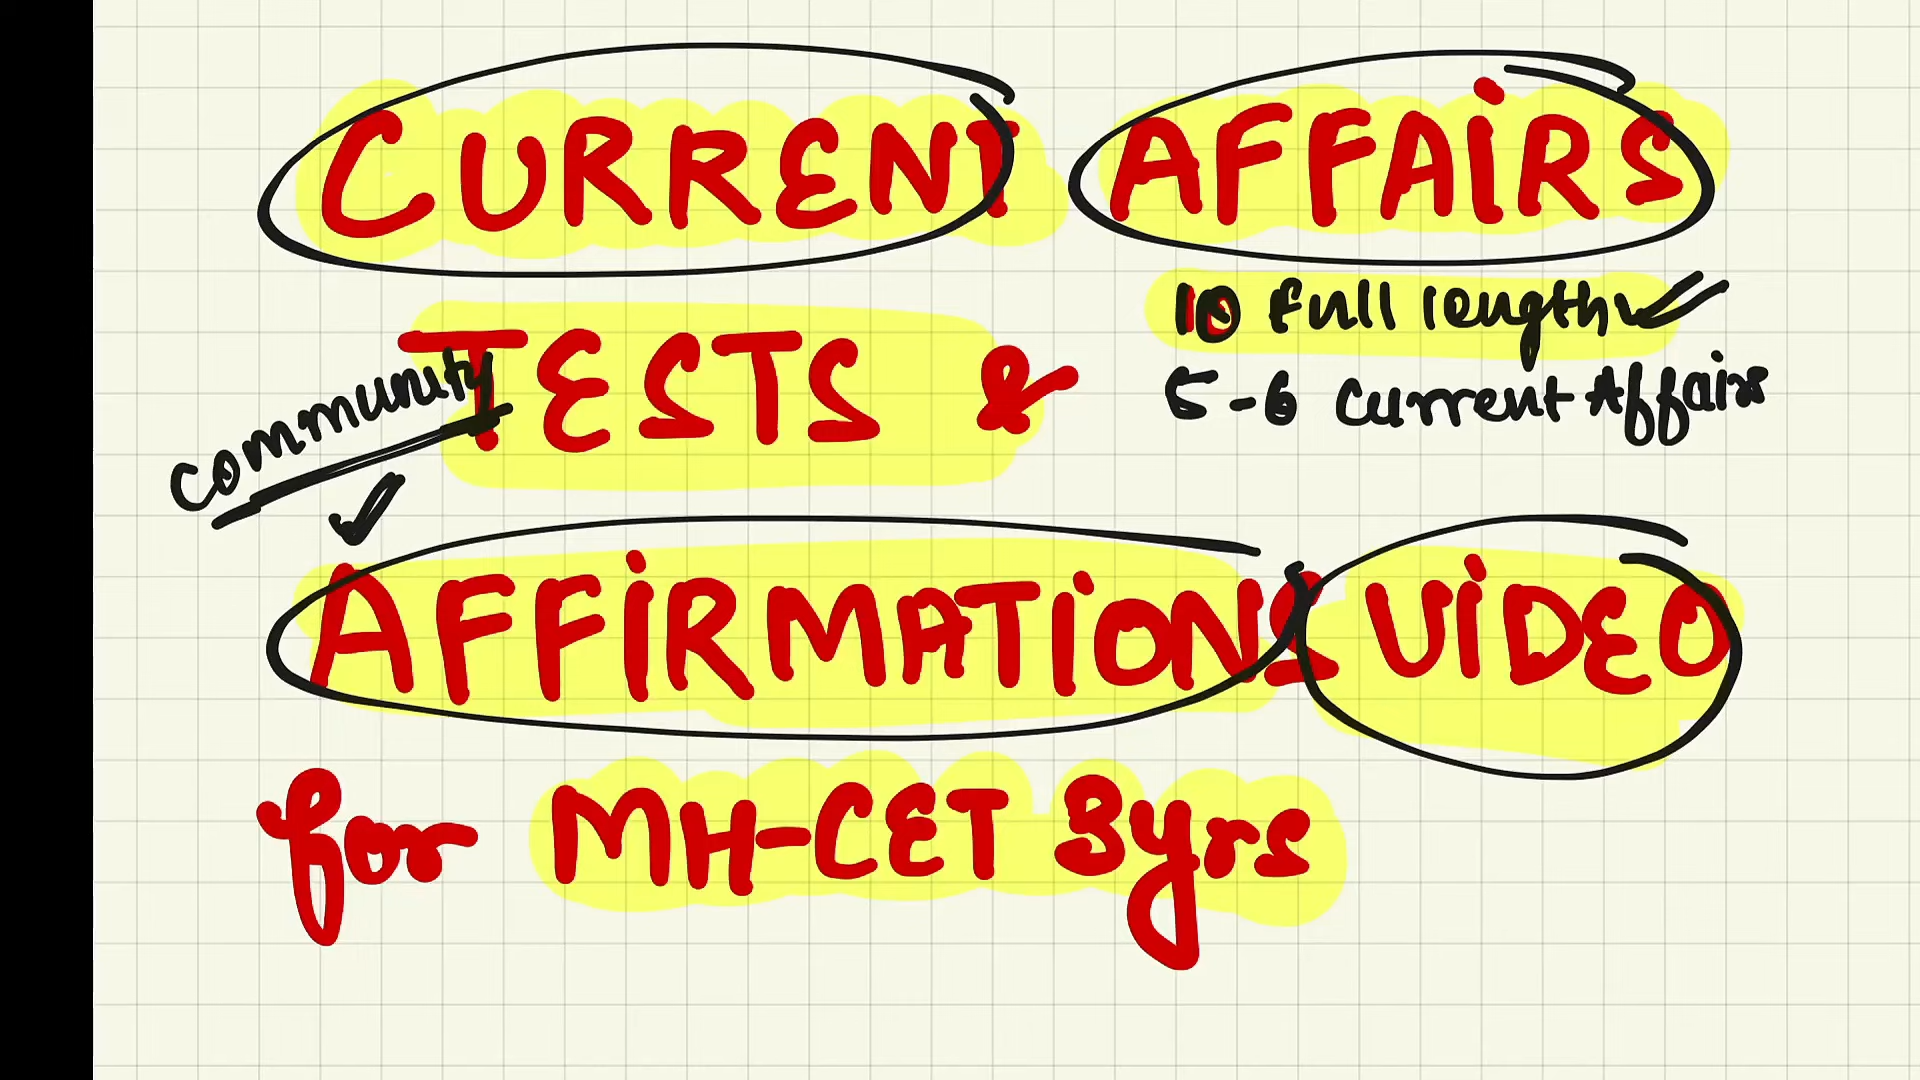 CURRENT AFFAIRS
10 full length
5-6 Current Affairs
TESTS &
community
AFFIRMATIONS VIDEO
for MH-CET 3yrs